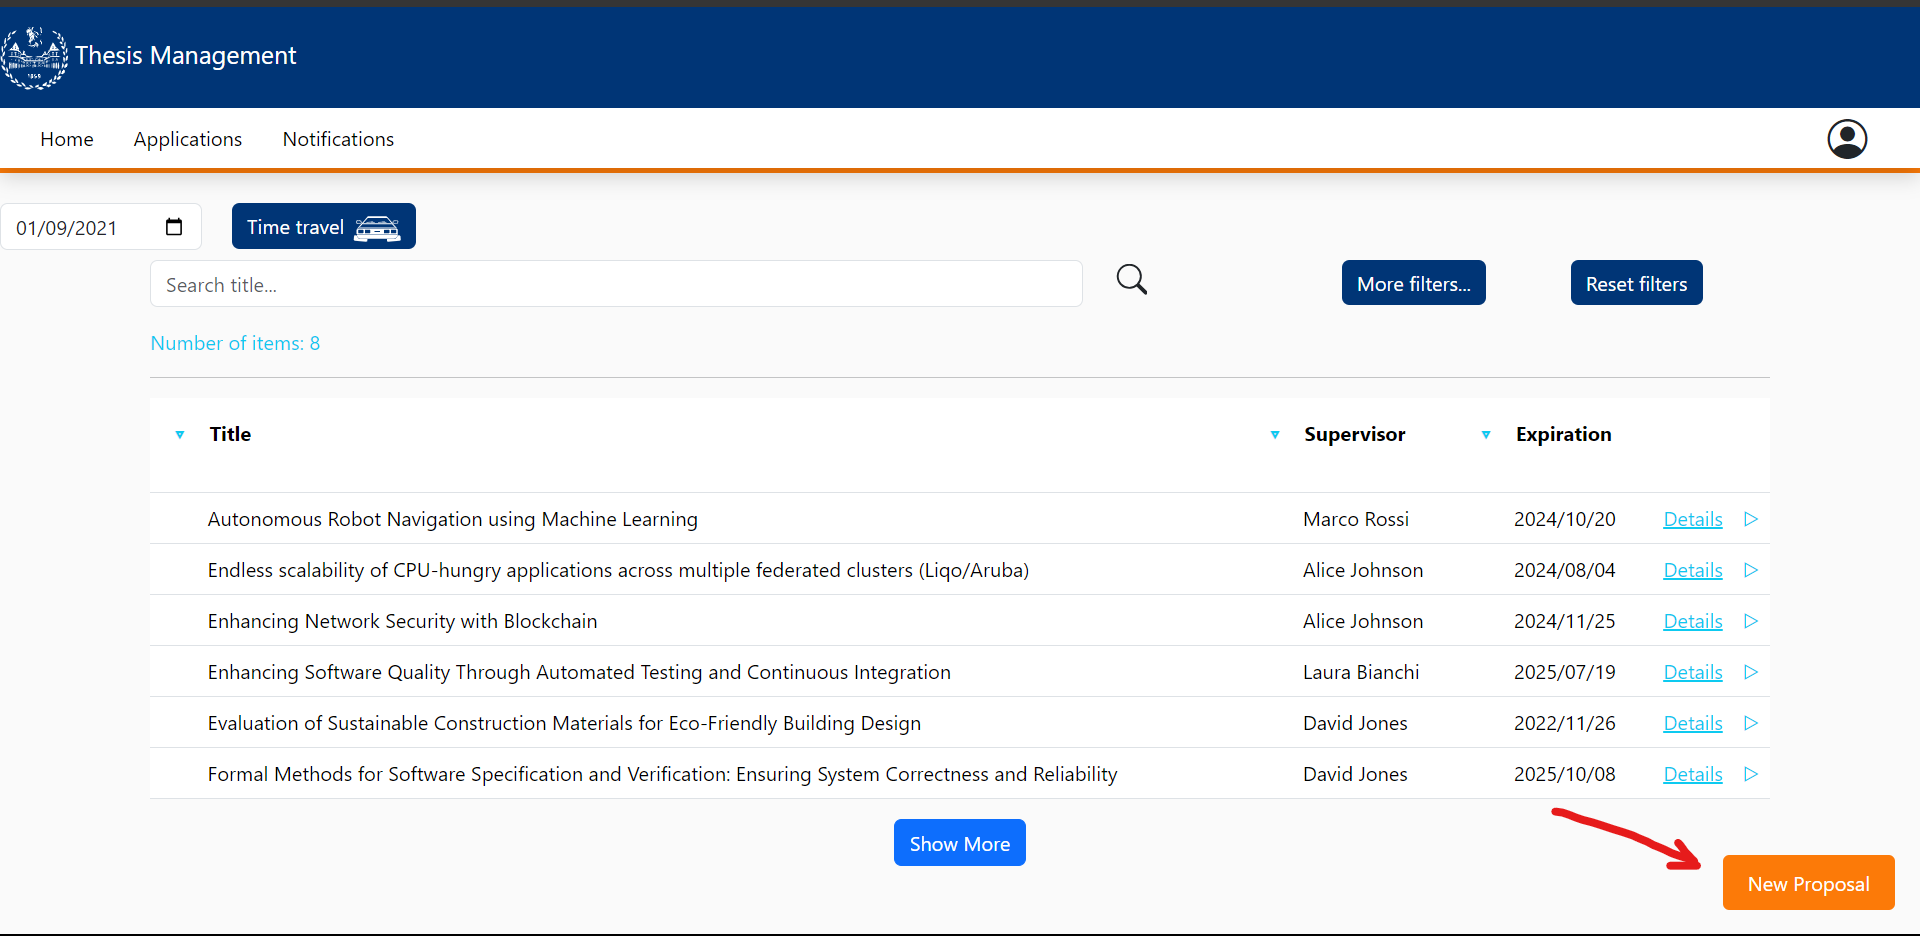 1859
Thesis Management
Home Applications Notifications
01/09/2021 Time travel
Search title... More filters... Reset filters
Number of items: 8
Title Supervisor Expiration
Autonomous Robot Navigation using Machine Learning Marco Rossi 2024/10/20 Details
Endless scalability of CPU-hungry applications across multiple federated clusters (Liqo/Aruba) Alice Johnson 2024/08/04 Details
Enhancing Network Security with Blockchain Alice Johnson 2024/11/25 Details
Enhancing Software Quality Through Automated Testing and Continuous Integration Laura Bianchi 2025/07/19 Details
Evaluation of Sustainable Construction Materials for Eco-Friendly Building Design David Jones 2022/11/26 Details
Formal Methods for Software Specification and Verification: Ensuring System Correctness and Reliability David Jones 2025/10/08 Details
Show More
New Proposal